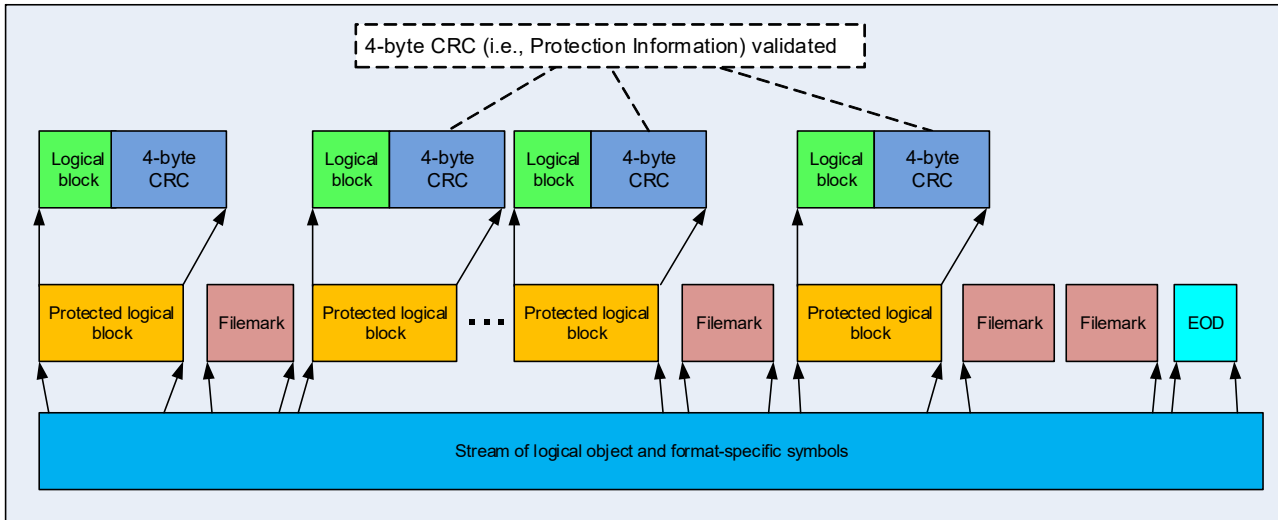 4-byte CRC (i.e., Protection Information) validated
Logical
block
4-byte
CRC
Logical
block
4-byte
CRC
Logical
block
4-byte
CRC
Logical
block
4-byte
CRC
Protected logical
block
Filemark
Protected logical
block
Protected logical
block
Filemark
Protected logical
block
Filemark
Filemark
EOD
Stream of logical object and format-specific symbols